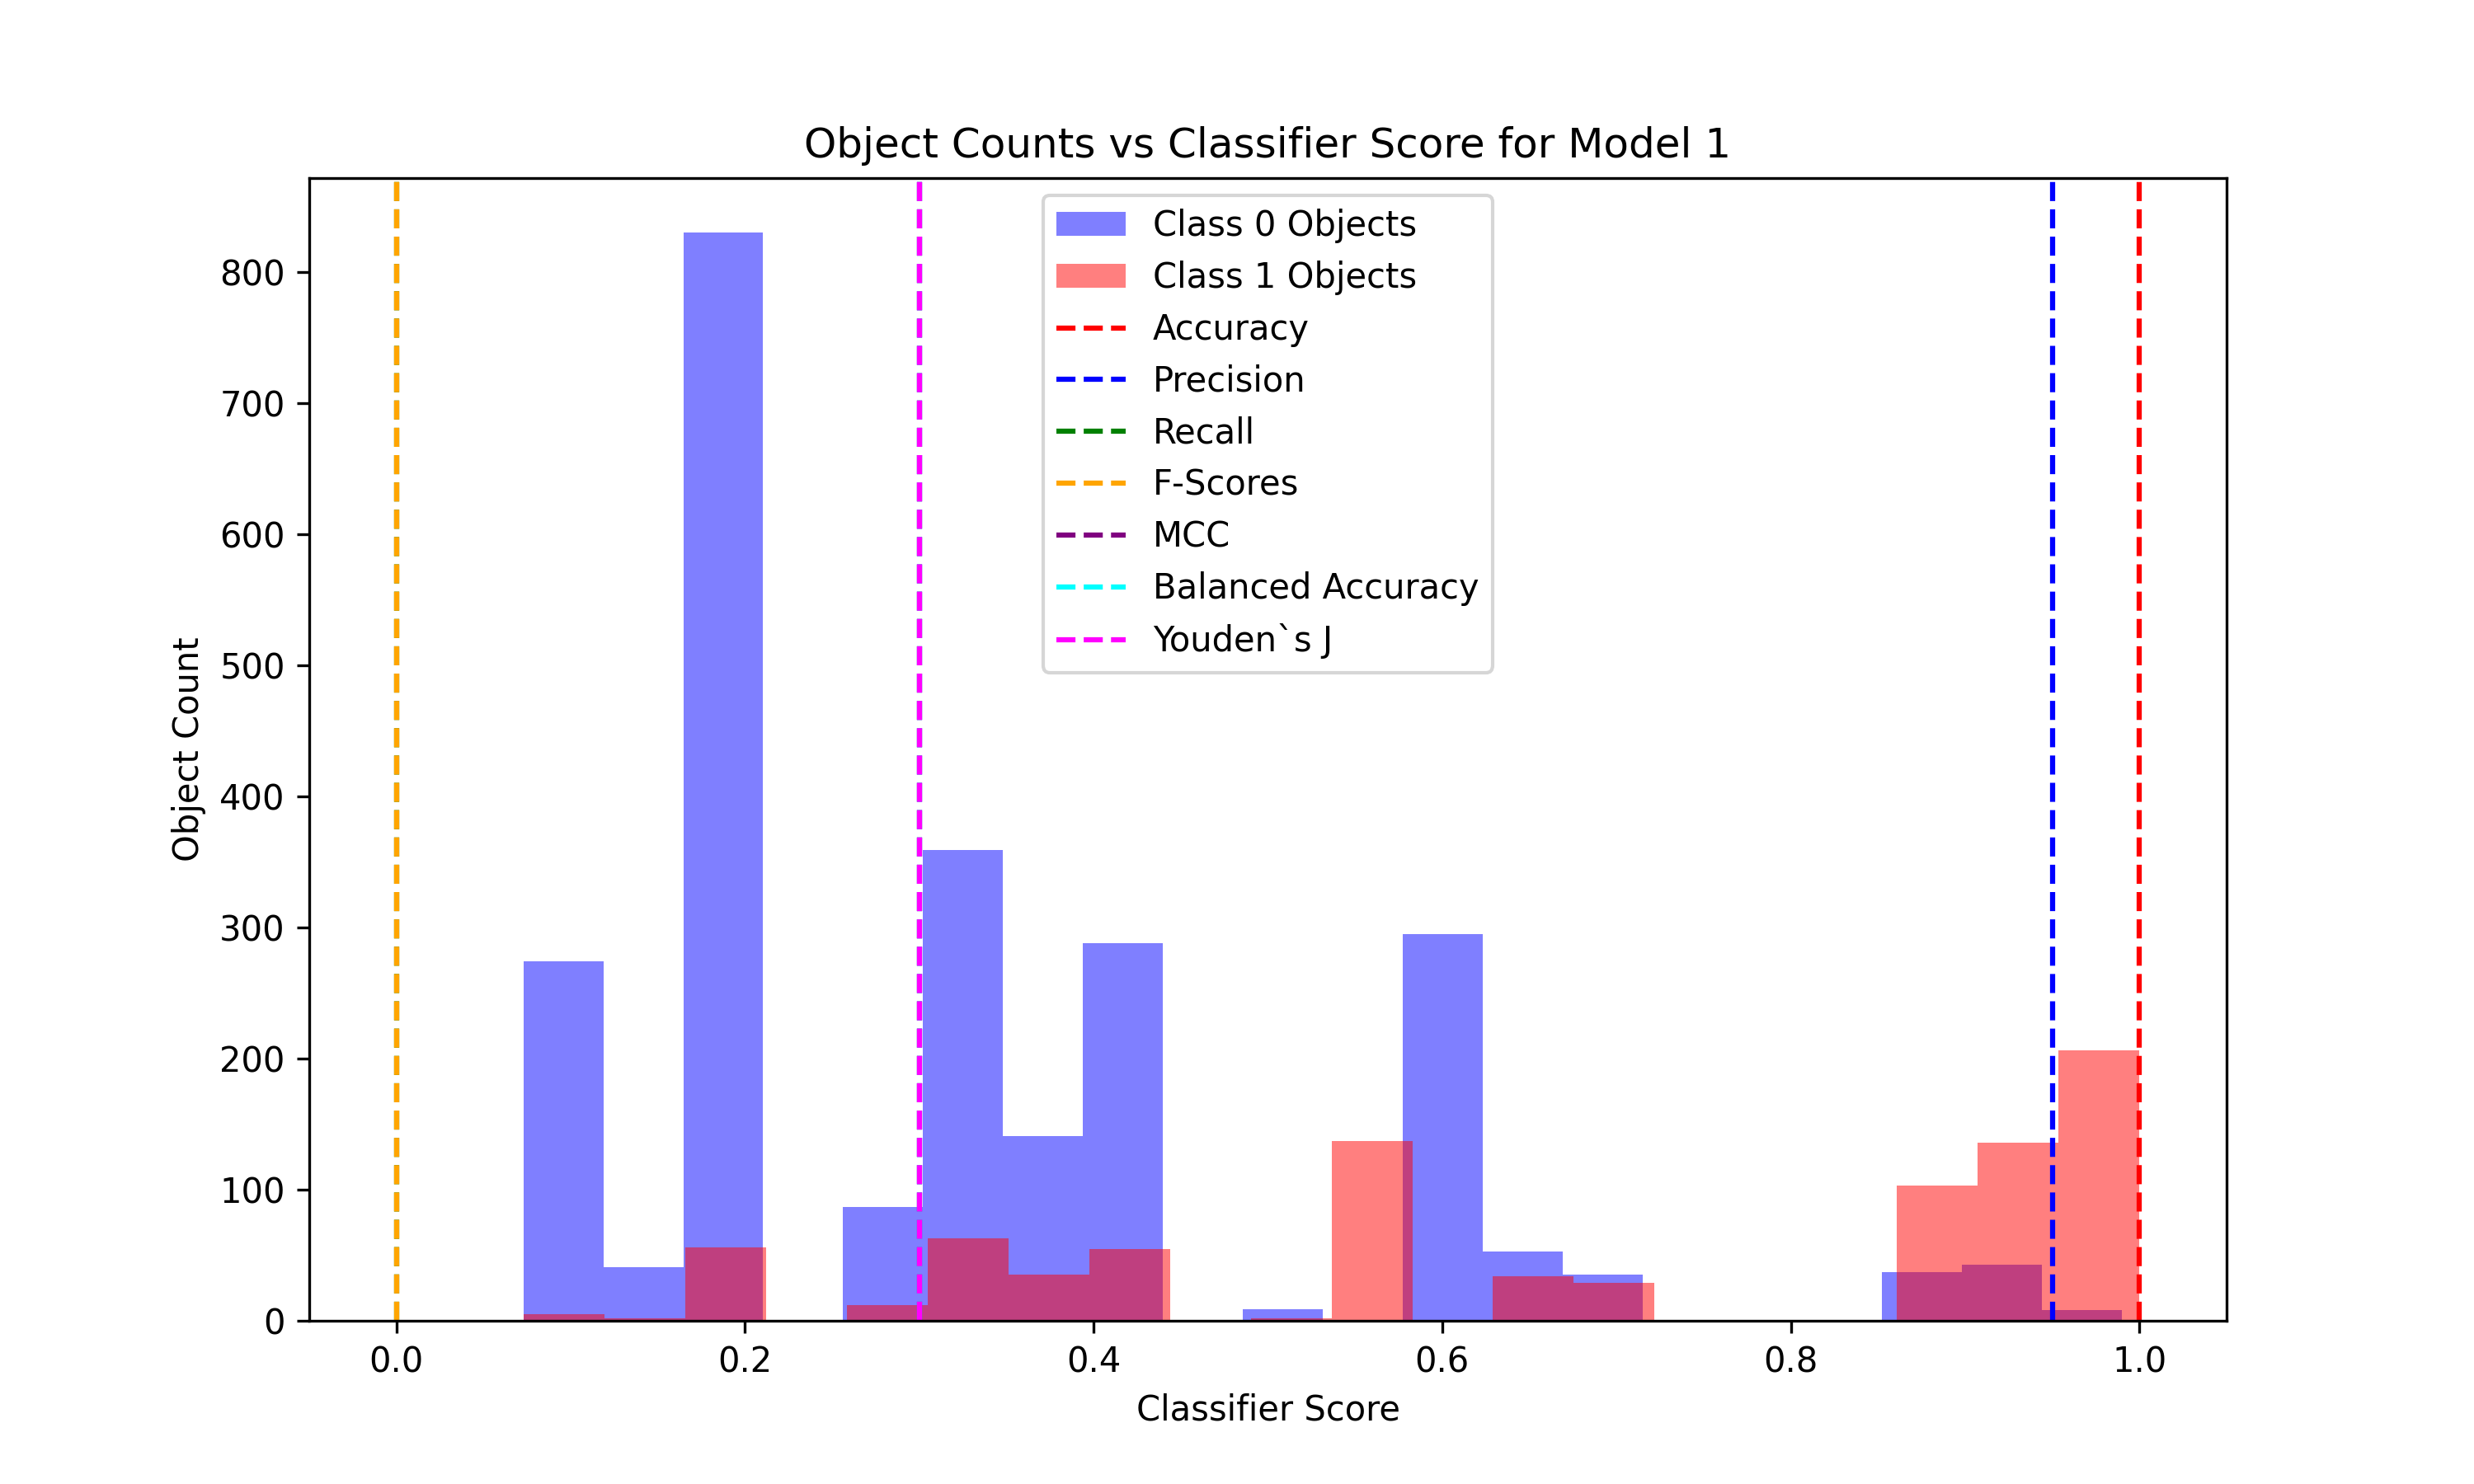 Object Counts vs Classifier Score for Model 1
Class 0 Objects
Class 1 Objects
Accuracy
Precision
Recall
F-Scores
MCC
Balanced Accuracy
Youden`s J
Object Count
800
700
600
500
400
300
200
100
0
0.0 0.2 0.4 0.6 0.8 1.0
Classifier Score